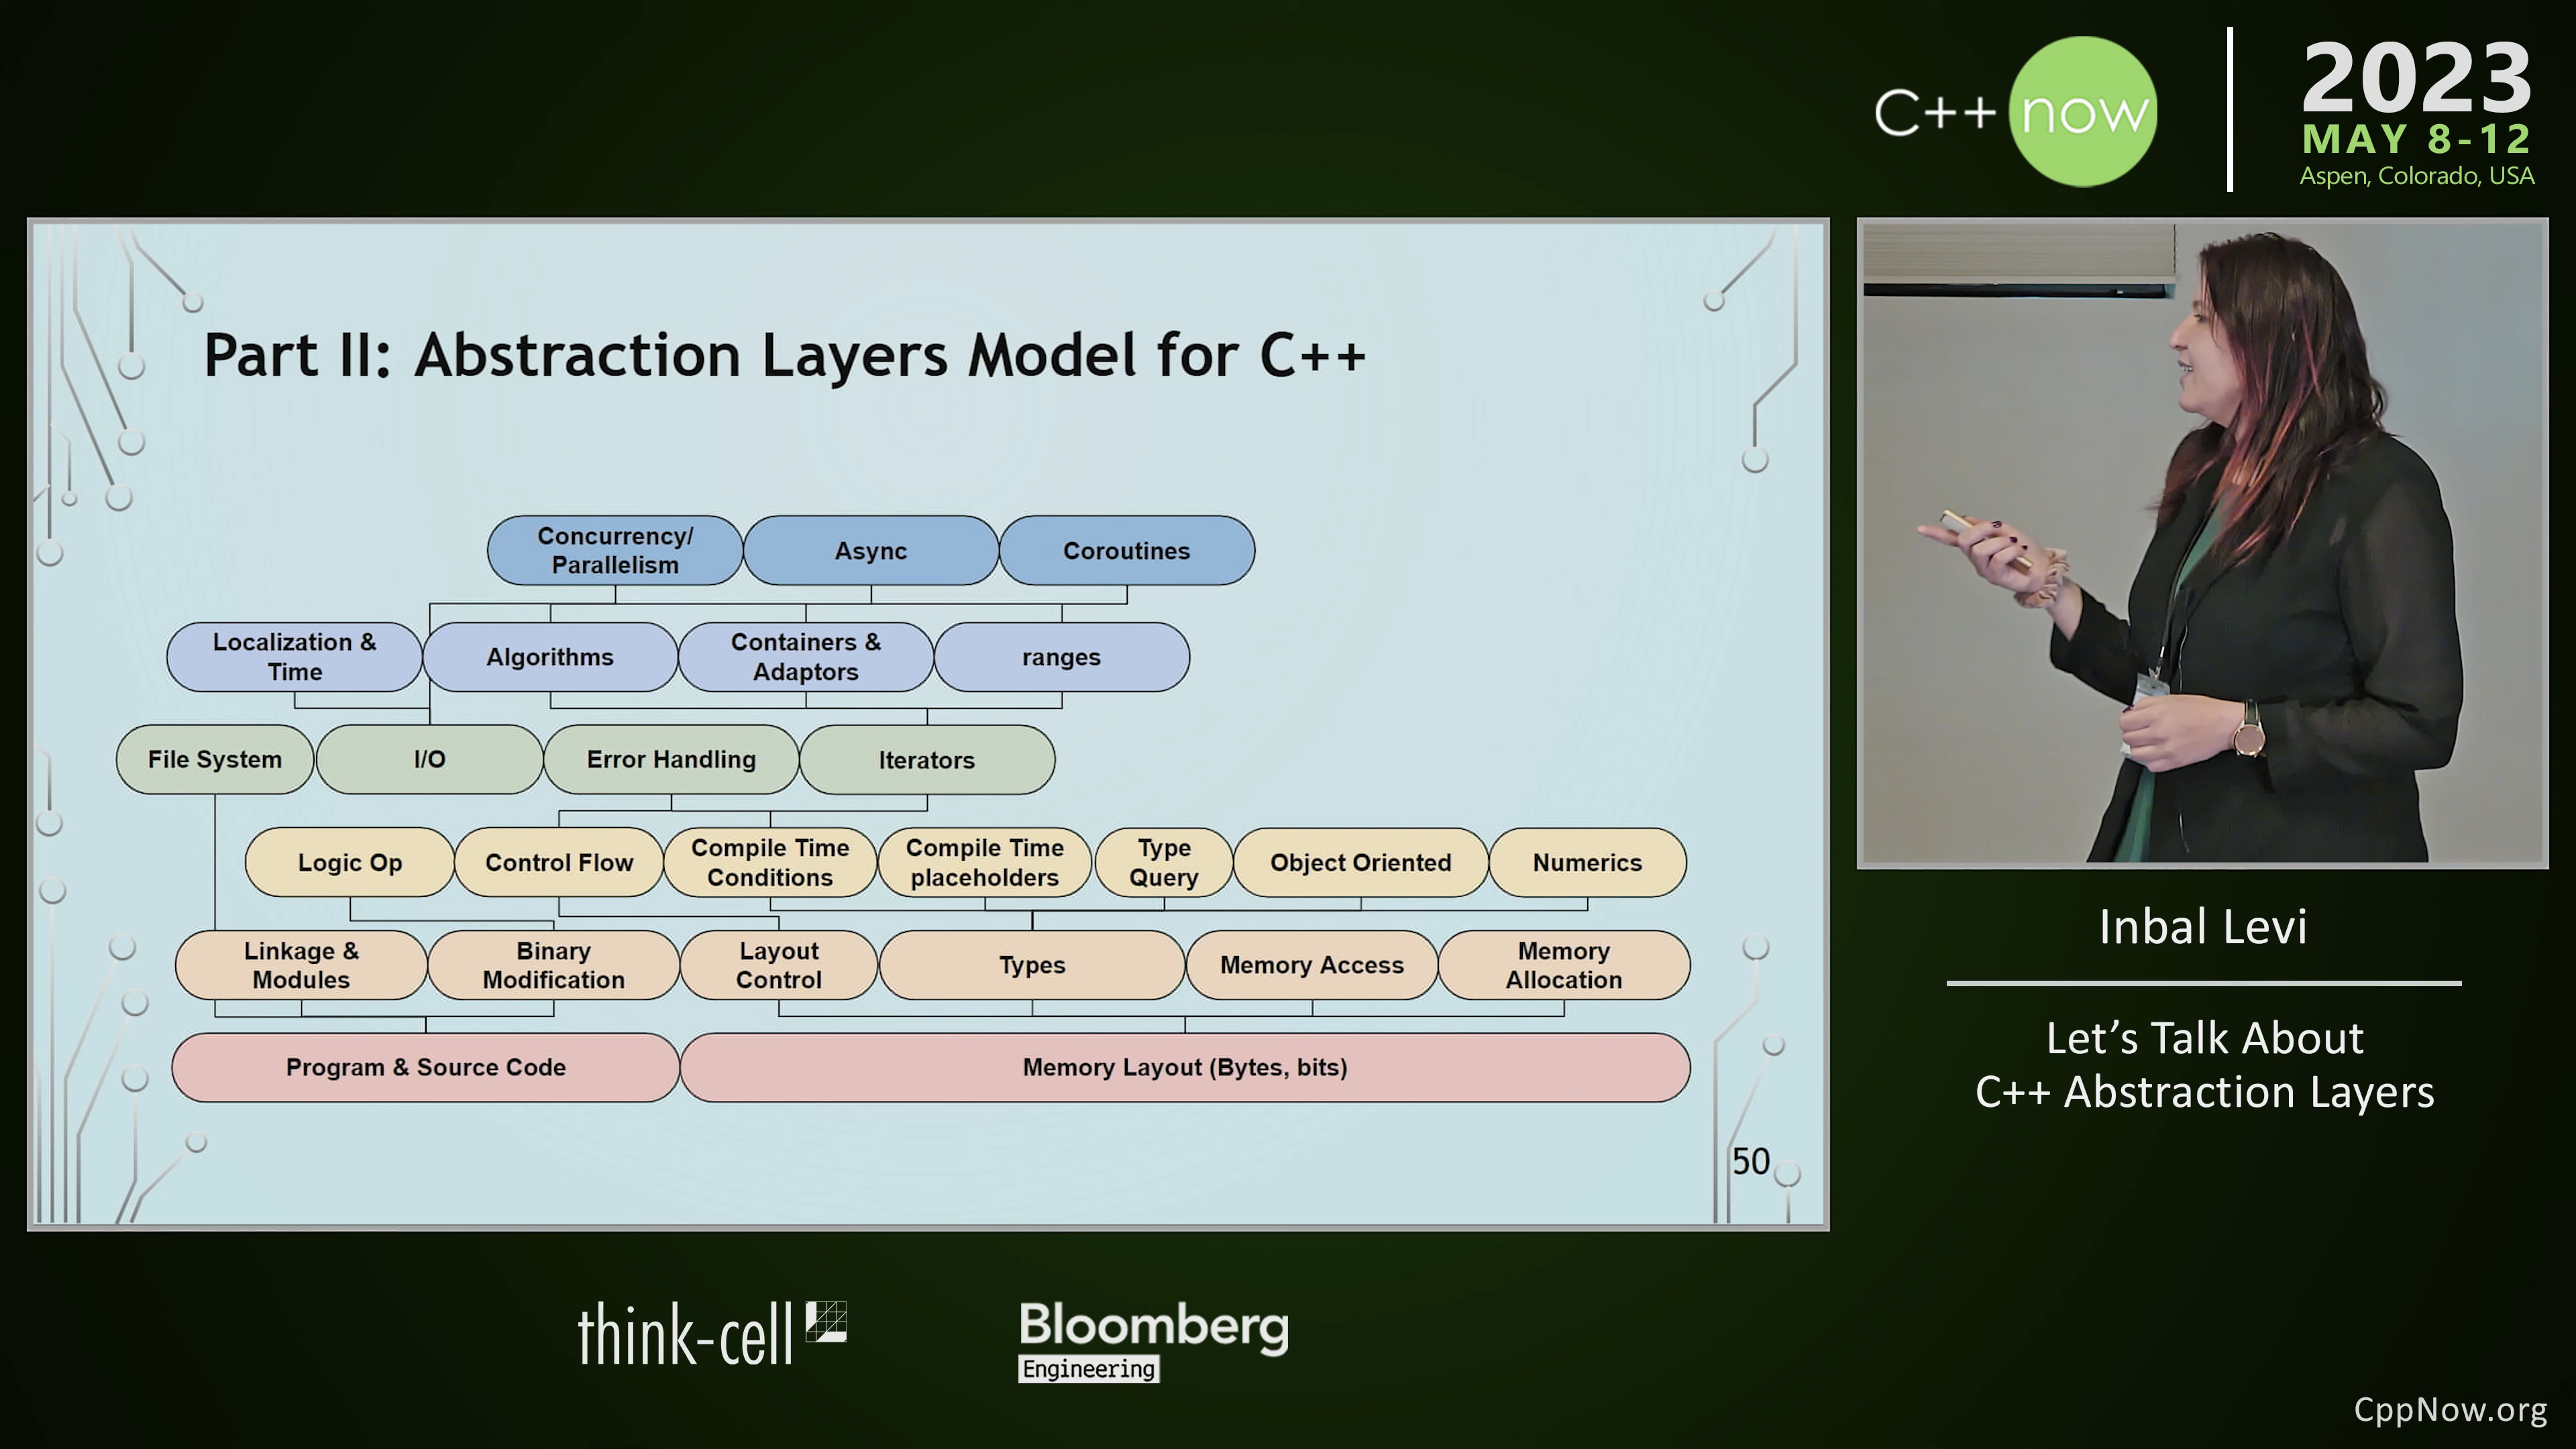 C++ now
2023
MAY 8-12
Aspen, Colorado, USA
Part II: Abstraction Layers Model for C++
Concurrency/
Parallelism
Async
Coroutines
Localization &
Time
Algorithms
Containers &
Adaptors
ranges
File System
I/O
Error Handling
Iterators
Logic Op
Control Flow
Compile Time
Conditions
Compile Time
placeholders
Type
Query
Object Oriented
Numerics
Linkage &
Modules
Binary
Modification
Layout
Control
Types
Memory Access
Memory
Allocation
Program & Source Code
Memory Layout (Bytes, bits)
50
Inbal Levi
Let’s Talk About
C++ Abstraction Layers
think-cell
Bloomberg
Engineering
CppNow.org